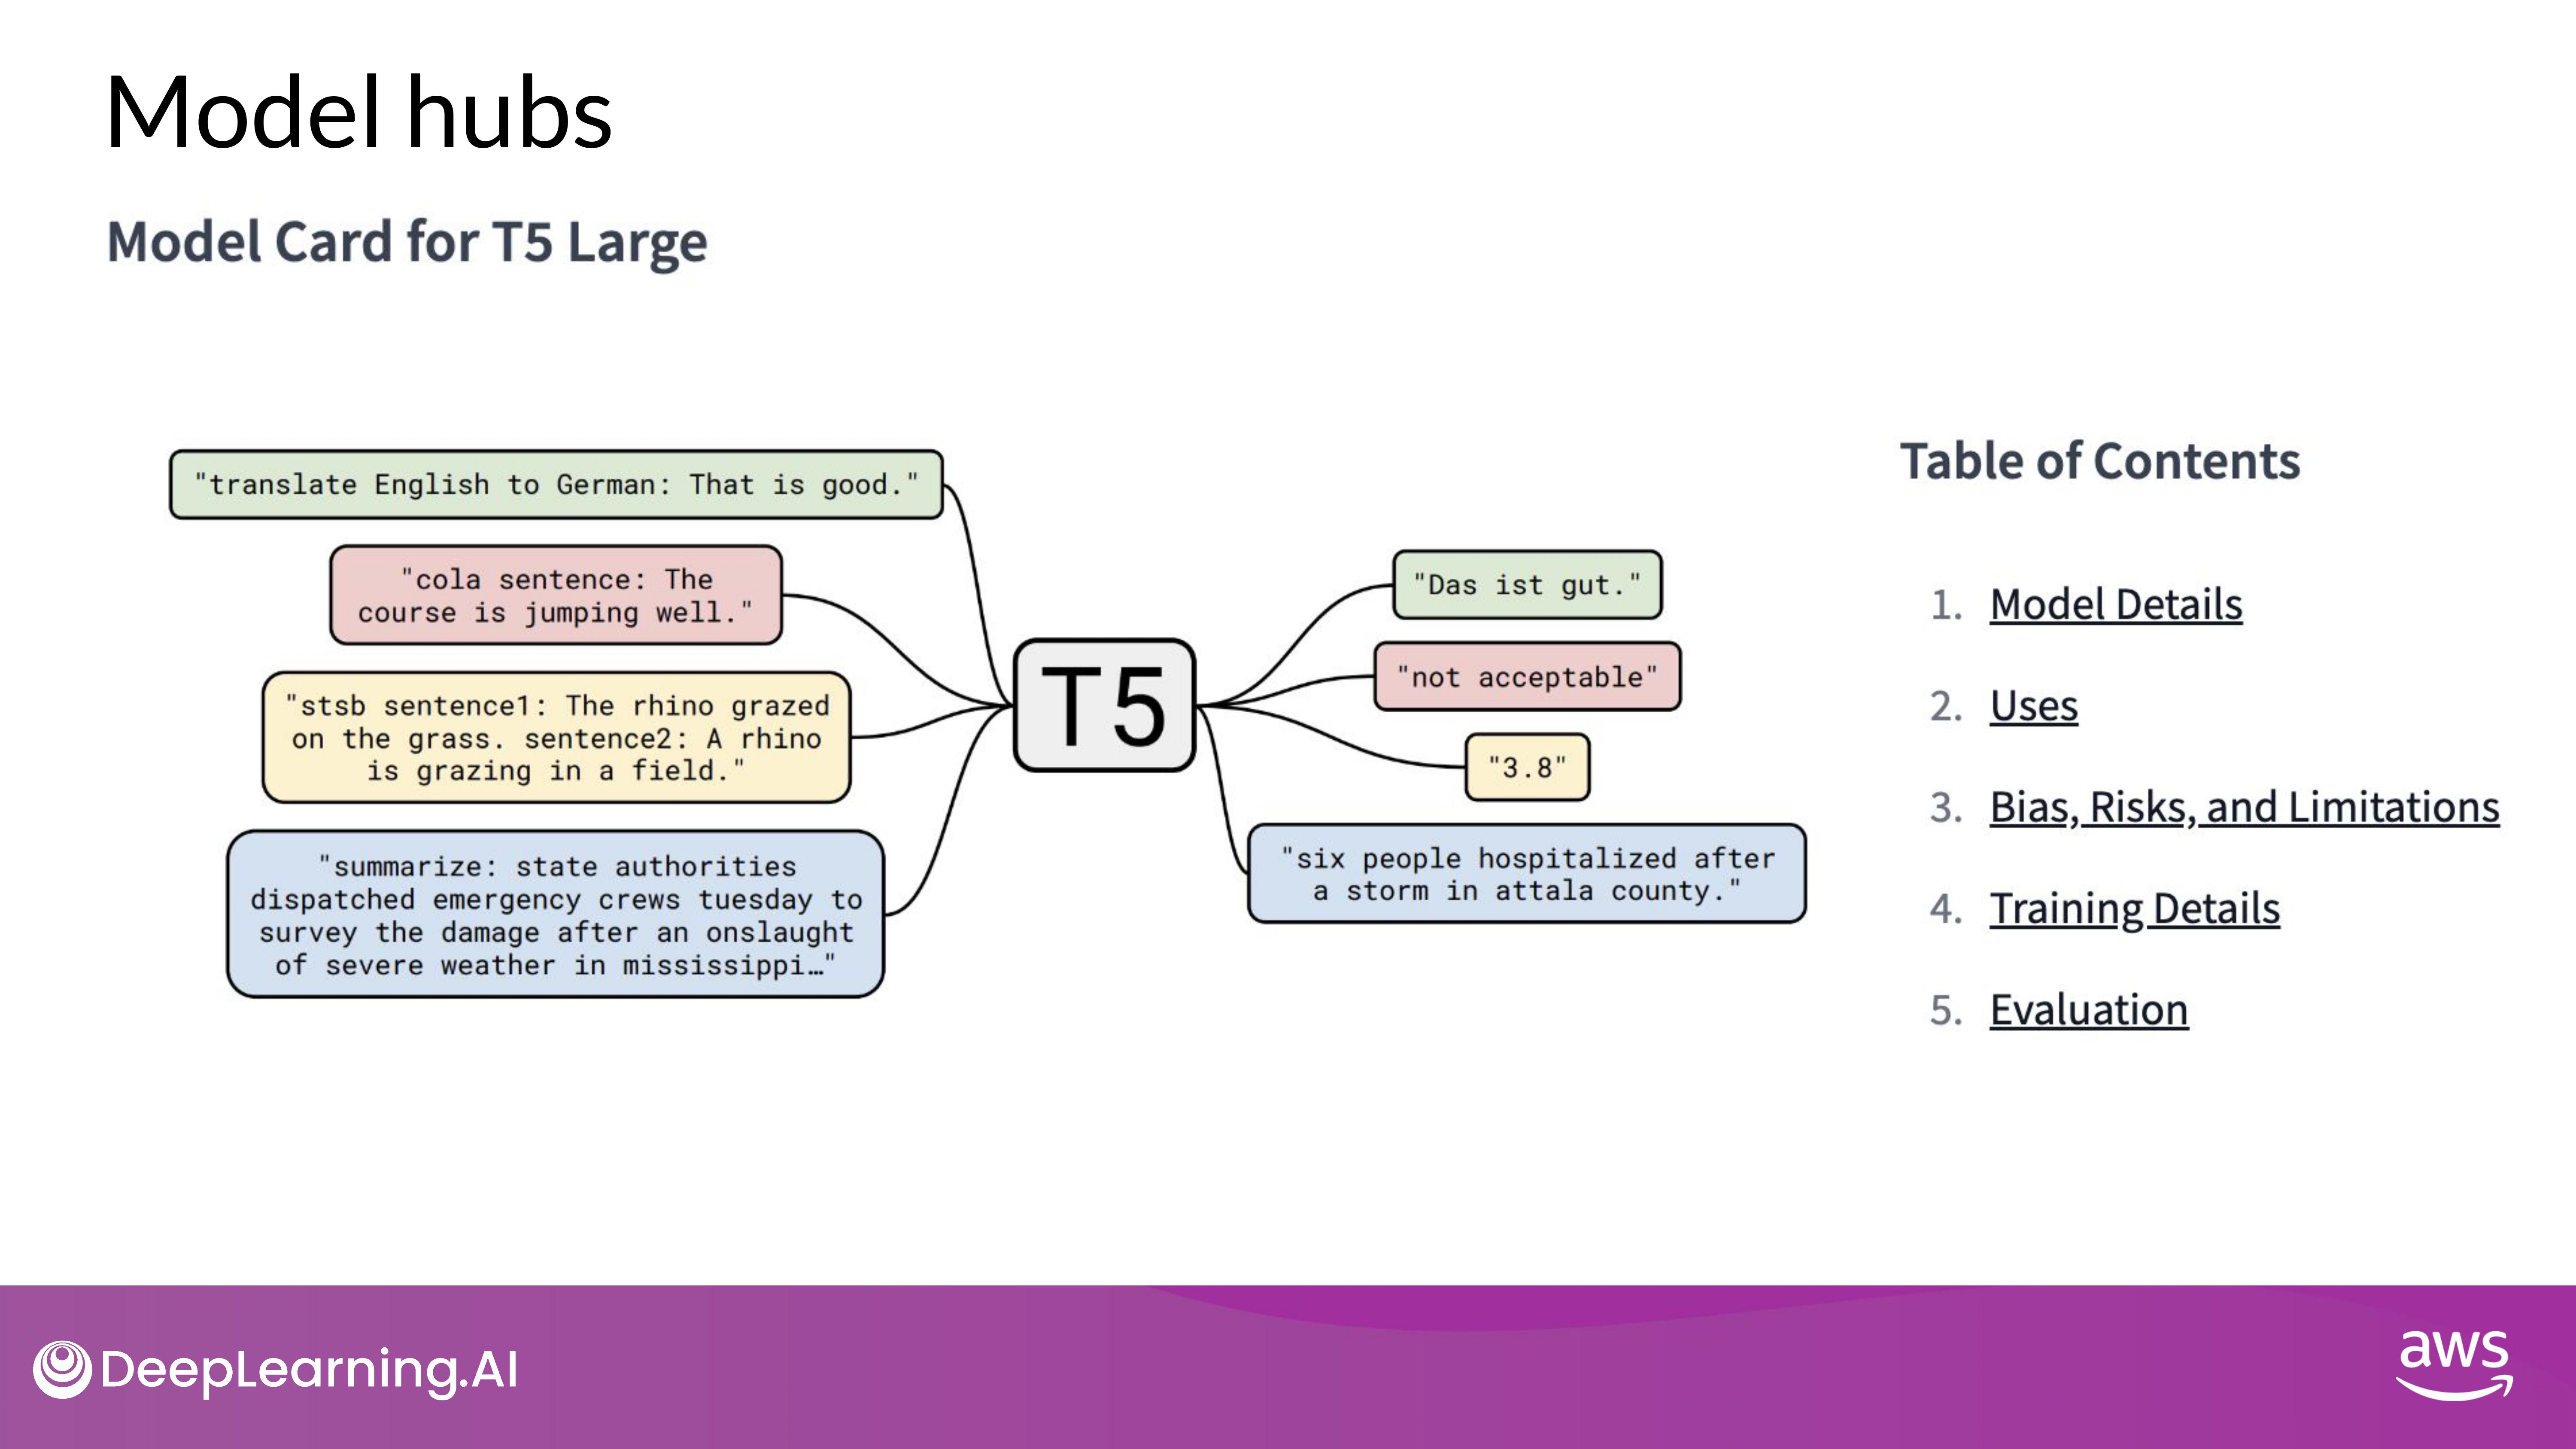 Model hubs
Model Card for T5 Large
"translate English to German: That is good."
"cola sentence: The
course is jumping well."
"stsb sentence1: The rhino grazed
on the grass. sentence2: A rhino
is grazing in a field."
"summarize: state authorities
dispatched emergency crews tuesday to
survey the damage after an onslaught
of severe weather in mississippi…"
T5
"Das ist gut."
"not acceptable"
"3.8"
"six people hospitalized after
a storm in attala county."
Table of Contents
1. Model Details
2. Uses
3. Bias, Risks, and Limitations
4. Training Details
5. Evaluation
DeepLearning.AI
aws